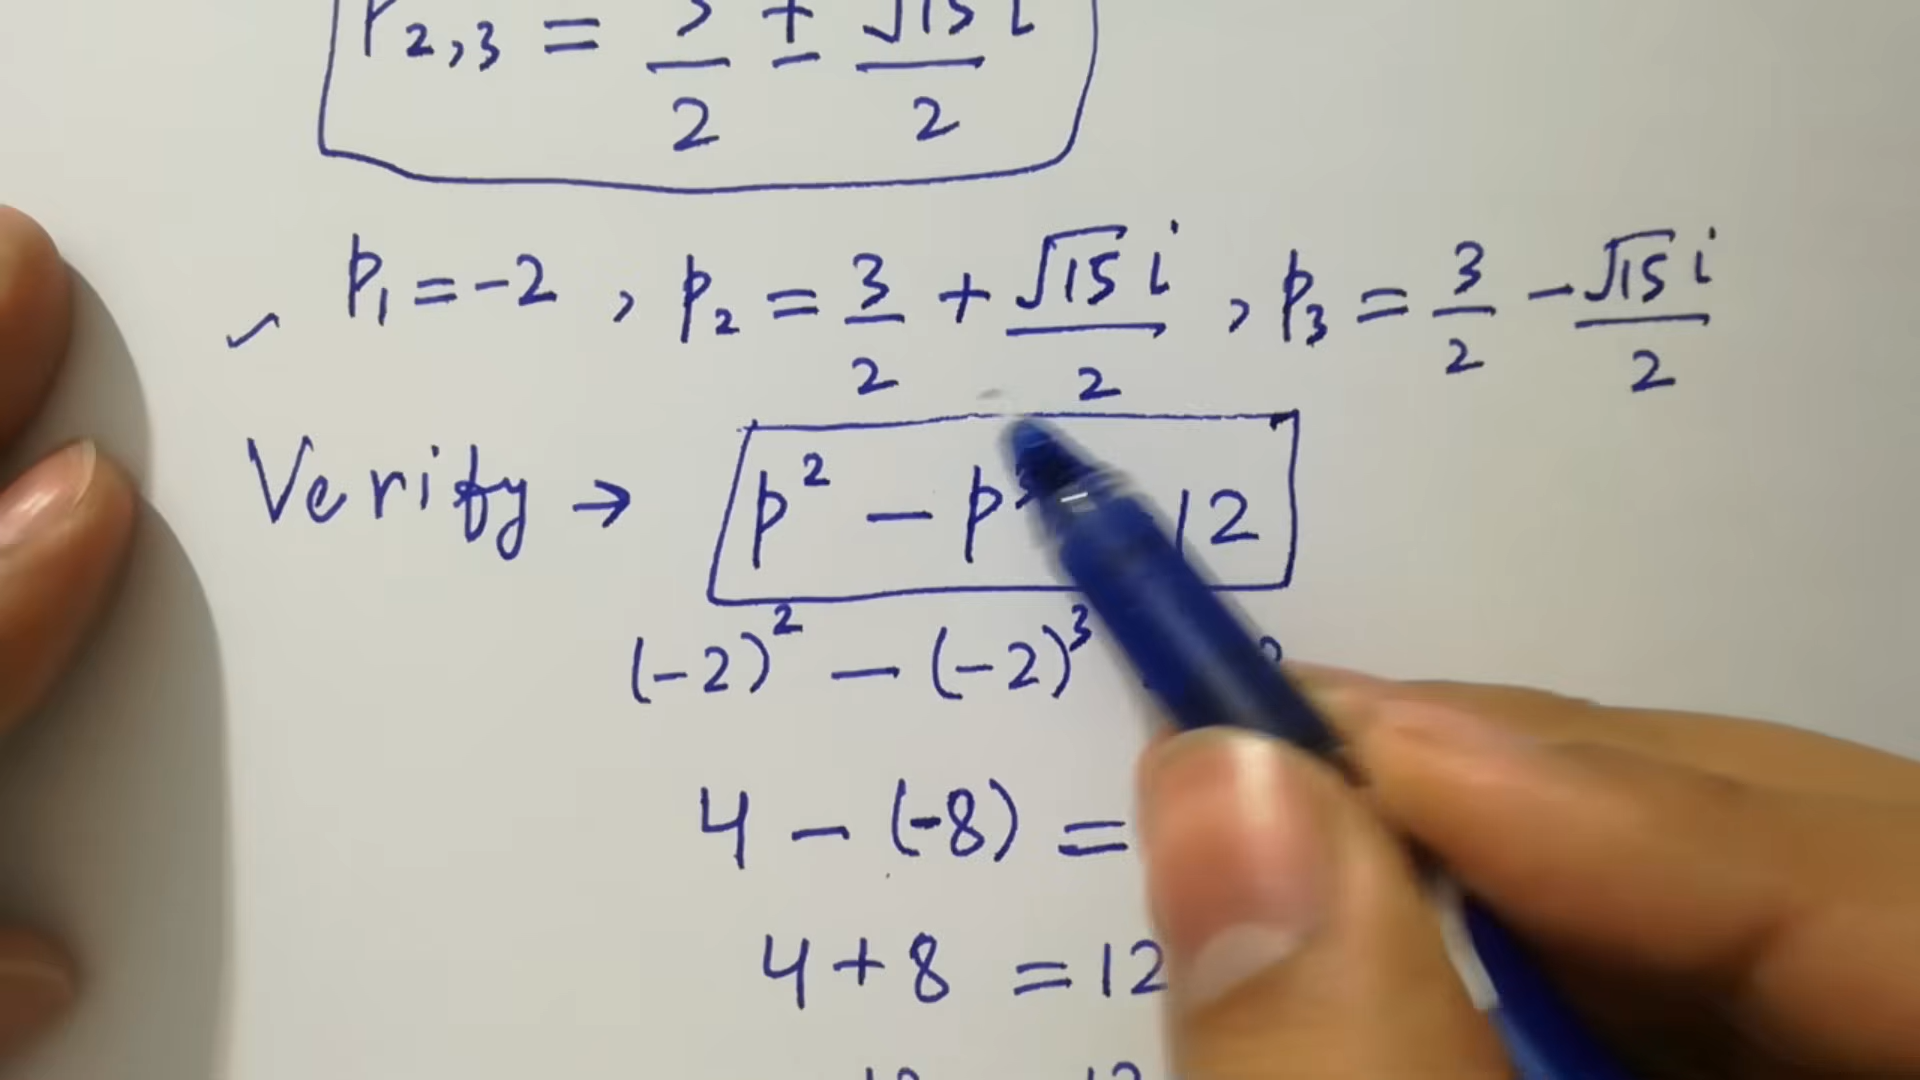 P₂,₃ = 3/2 ± √15 i/2
P₁ = -2 , P₂ = 3/2 + √15 i/2 , P₃ = 3/2 - √15 i/2
Verify → p² - p³ 12
(-2)² - (-2)³
4 - (-8) =
4 + 8 = 12